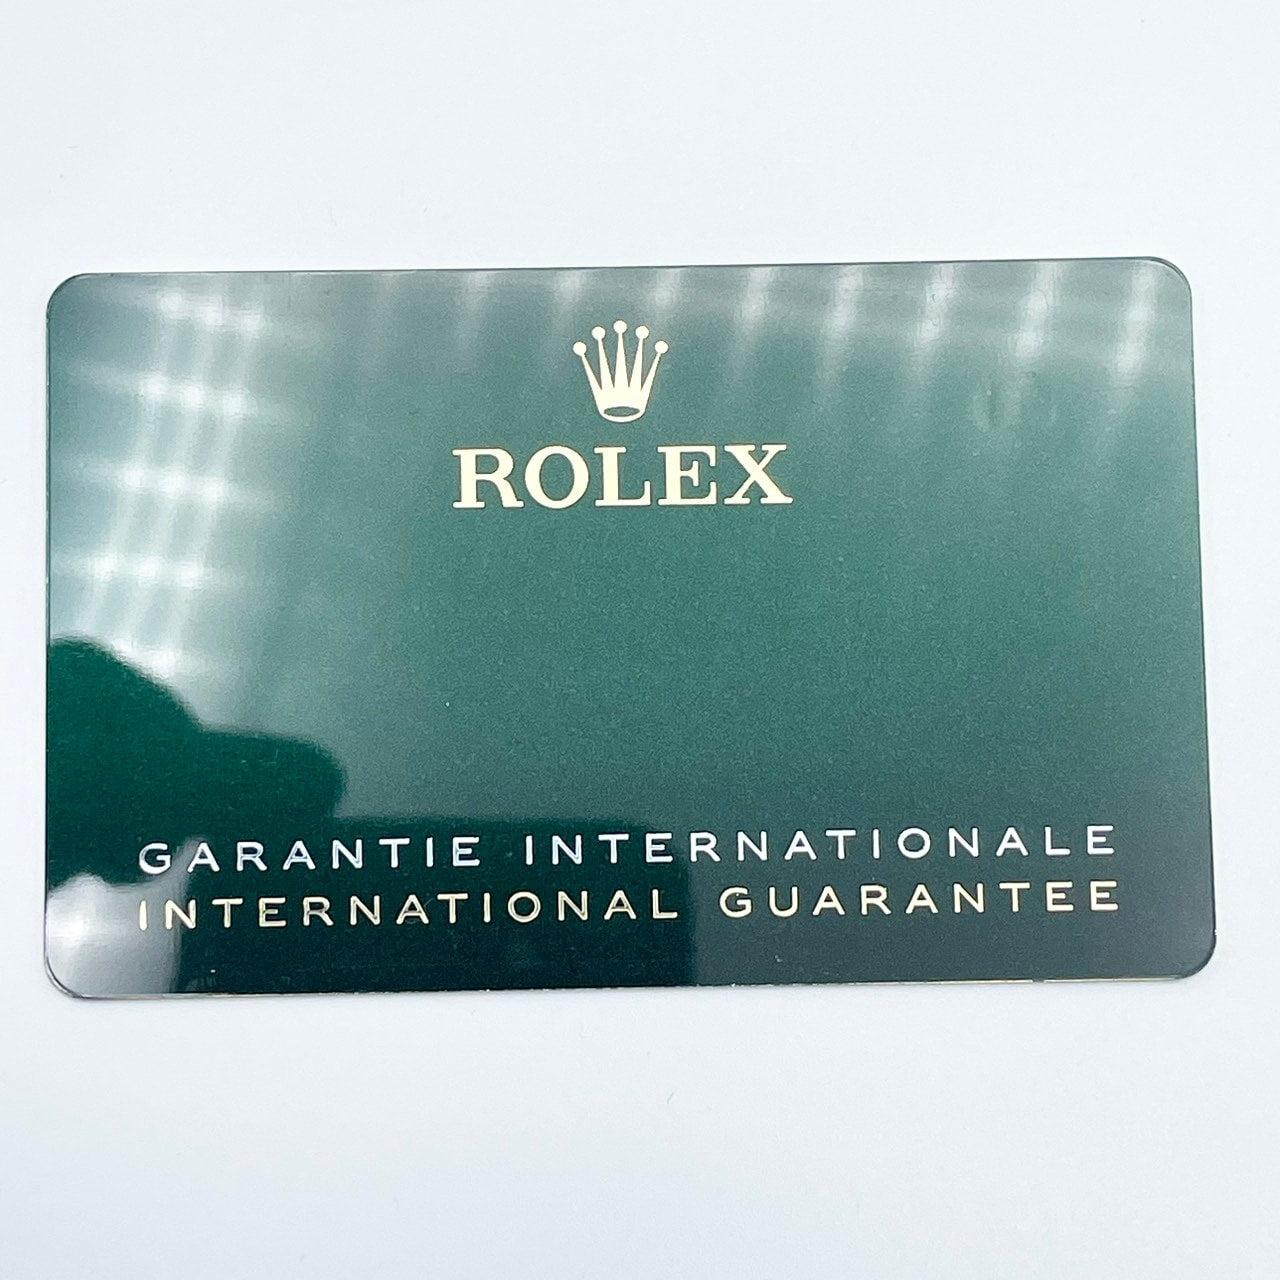 ROLEX
GARANTIE INTERNATIONALE
INTERNATIONAL GUARANTEE